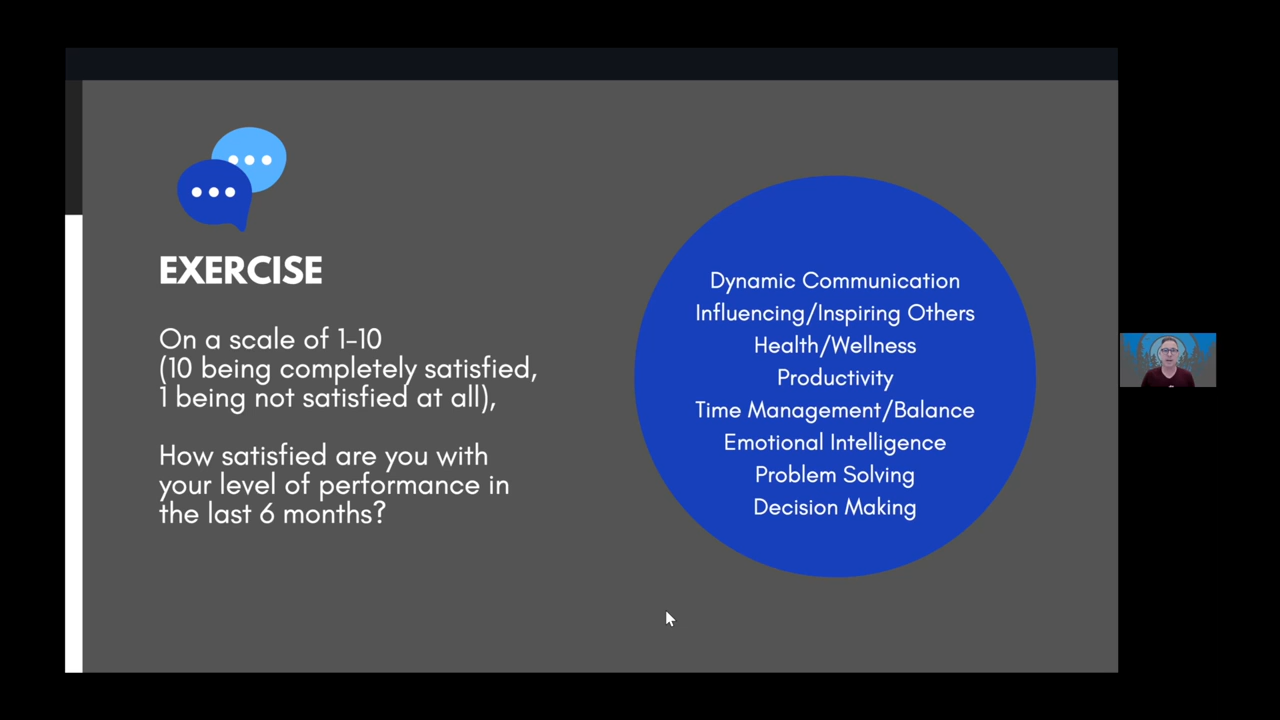 EXERCISE
On a scale of 1-10
(10 being completely satisfied,
1 being not satisfied at all),
How satisfied are you with
your level of performance in
the last 6 months?
Dynamic Communication
Influencing/Inspiring Others
Health/Wellness
Productivity
Time Management/Balance
Emotional Intelligence
Problem Solving
Decision Making